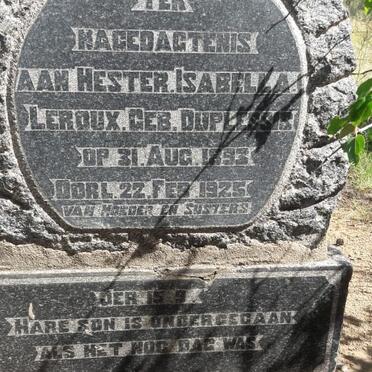 TER
NAGEDAGTENIS
AAN HESTER. ISABELLA.
LEROUX. GEB. DUPLESSIS
OP 31. AUG. 1895
OORL. 22. FEB. 1925
VAN MOEDER EN SUSTERS
JER 15.9
HARE SON IS ONDERGEGAAN
ALS HET NOG DAG WAS